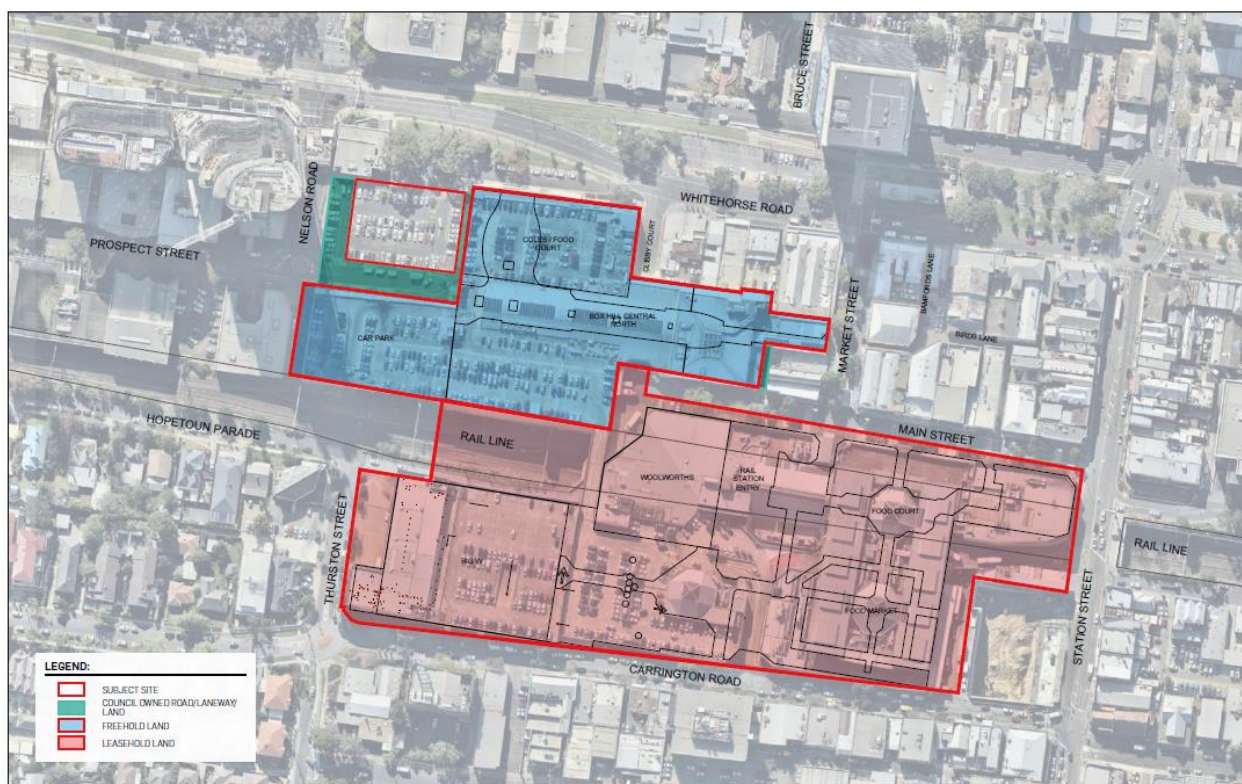 BRUCE STREET
NELSON ROAD
WHITEHORSE ROAD
PROSPECT STREET
COLES / FOOD
COURT
CLISBY COURT
BAMFORDS LANE
MARKET STREET
BOX HILL CENTRAL
NORTH
BIRDS LANE
CAR PARK
HOPETOUN PARADE
RAIL LINE
MAIN STREET
WOOLWORTHS
RAIL
STATION
ENTRY
FOOD COURT
RAIL LINE
THURSTON STREET
BIG W
FOOD MARKET
STATION STREET
CARRINGTON ROAD
LEGEND:
SUBJECT SITE
COUNCIL OWNED ROAD/LANEWAY/
LAND
FREEHOLD LAND
LEASEHOLD LAND